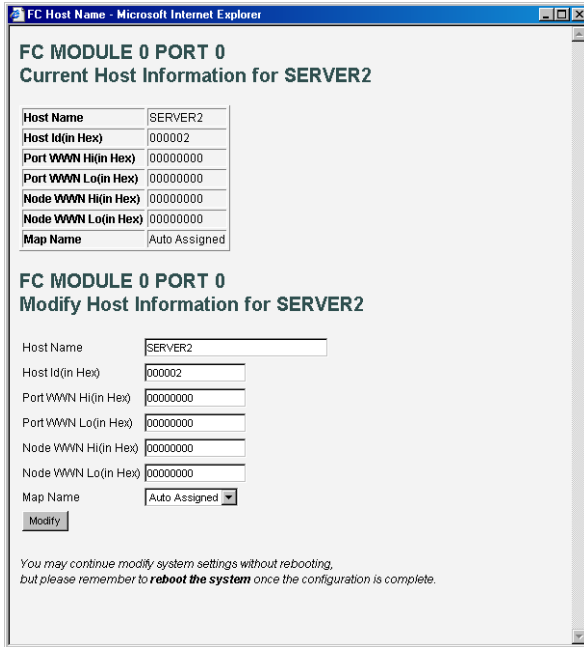 FC Host Name - Microsoft Internet Explorer
FC MODULE 0 PORT 0
Current Host Information for SERVER2
Host Name SERVER2
Host Id(in Hex) 000002
Port WWN Hi(in Hex) 00000000
Port WWN Lo(in Hex) 00000000
Node WWN Hi(in Hex) 00000000
Node WWN Lo(in Hex) 00000000
Map Name Auto Assigned
FC MODULE 0 PORT 0
Modify Host Information for SERVER2
Host Name SERVER2
Host Id(in Hex) 000002
Port WWN Hi(in Hex) 00000000
Port WWN Lo(in Hex) 00000000
Node WWN Hi(in Hex) 00000000
Node WWN Lo(in Hex) 00000000
Map Name Auto Assigned
Modify
You may continue modify system settings without rebooting,
but please remember to reboot the system once the configuration is complete.